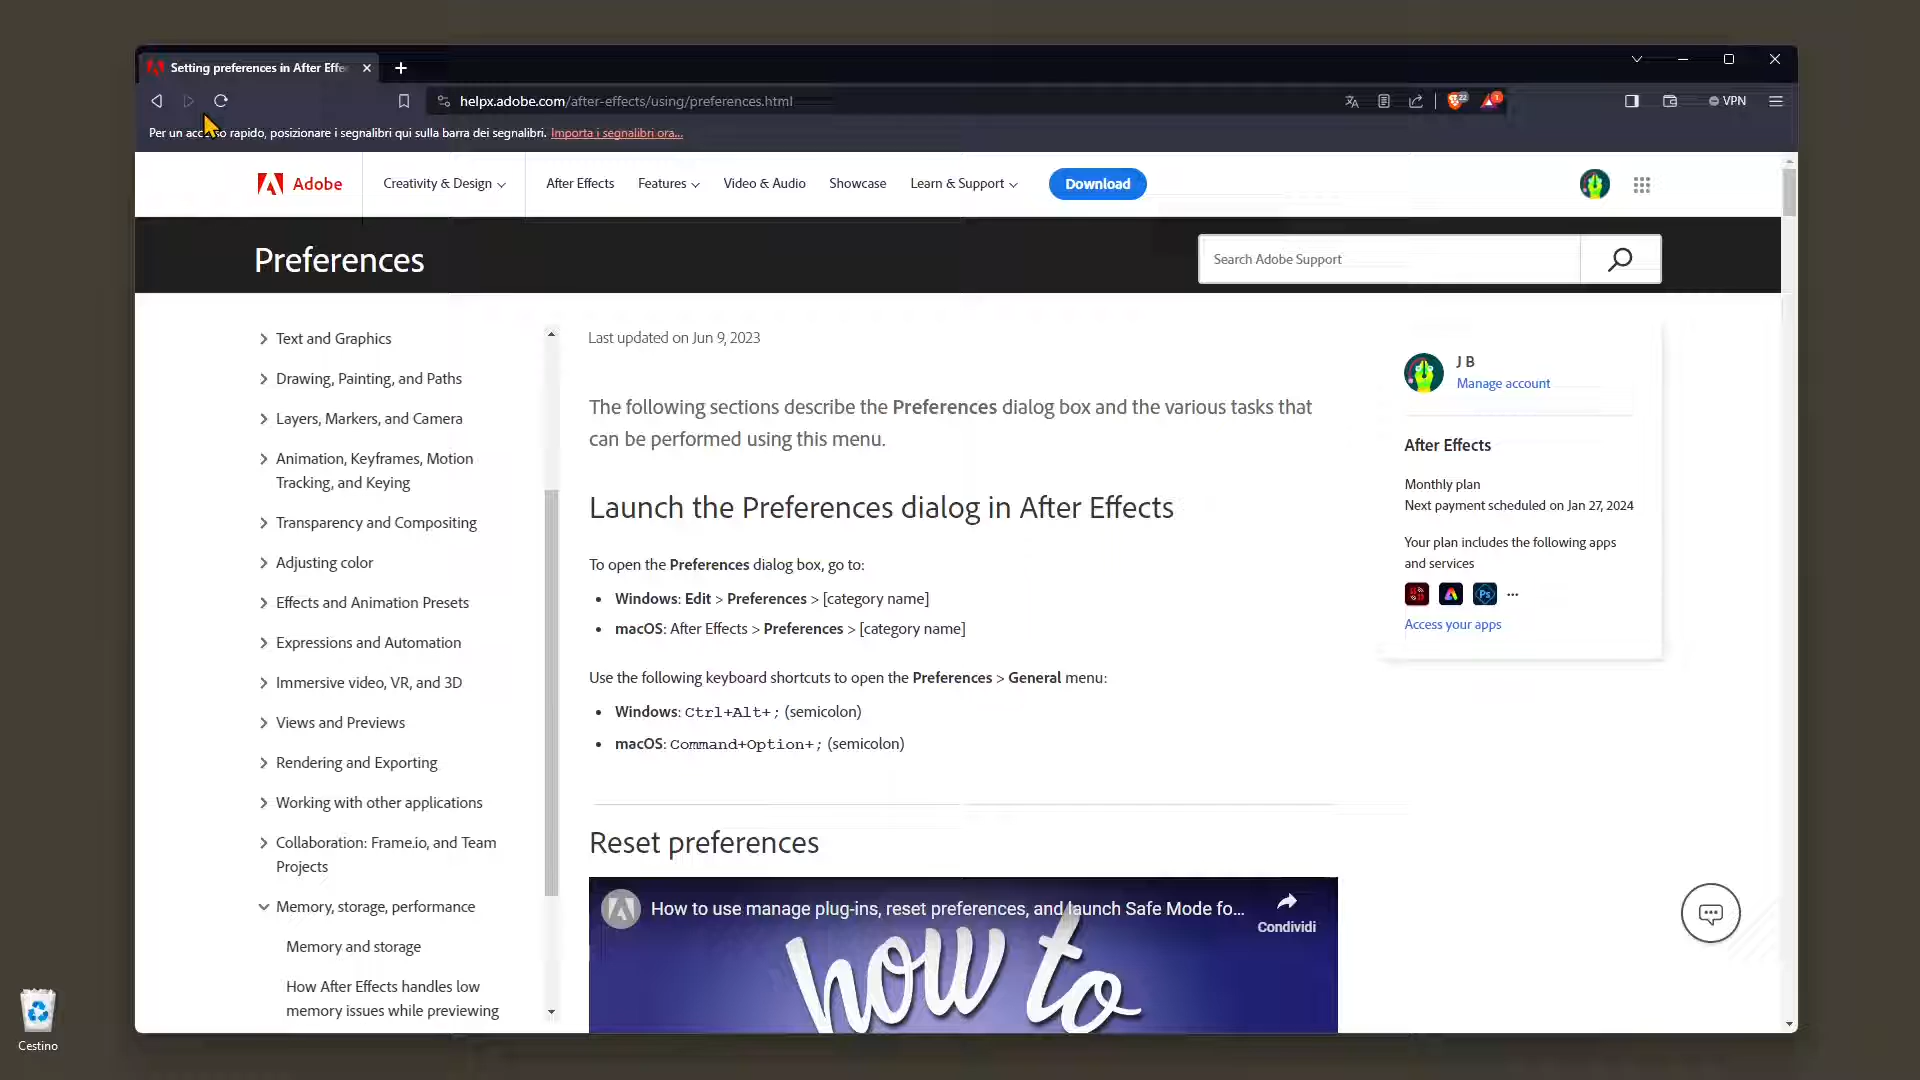 Setting preferences in After Effe
helpx.adobe.com/after-effects/using/preferences.html
22
1
VPN
Per un accesso rapido, posizionare i segnalibri qui sulla barra dei segnalibri. Importa i segnalibri ora...
Adobe
Creativity & Design
After Effects
Features
Video & Audio
Showcase
Learn & Support
Download
Preferences
Search Adobe Support
Text and Graphics
Drawing, Painting, and Paths
Layers, Markers, and Camera
Animation, Keyframes, Motion
Tracking, and Keying
Transparency and Compositing
Adjusting color
Effects and Animation Presets
Expressions and Automation
Immersive video, VR, and 3D
Views and Previews
Rendering and Exporting
Working with other applications
Collaboration: Frame.io, and Team
Projects
Memory, storage, performance
Memory and storage
How After Effects handles low
memory issues while previewing
Last updated on Jun 9, 2023
The following sections describe the Preferences dialog box and the various tasks that
can be performed using this menu.
Launch the Preferences dialog in After Effects
To open the Preferences dialog box, go to:
Windows: Edit > Preferences > [category name]
macOS: After Effects > Preferences > [category name]
Use the following keyboard shortcuts to open the Preferences > General menu:
Windows: Ctrl+Alt+; (semicolon)
macOS: Command+Option+; (semicolon)
Reset preferences
How to use manage plug-ins, reset preferences, and launch Safe Mode fo...
Condividi
how to
J B
Manage account
After Effects
Monthly plan
Next payment scheduled on Jan 27, 2024
Your plan includes the following apps
and services
Ps
...
Access your apps
Cestino